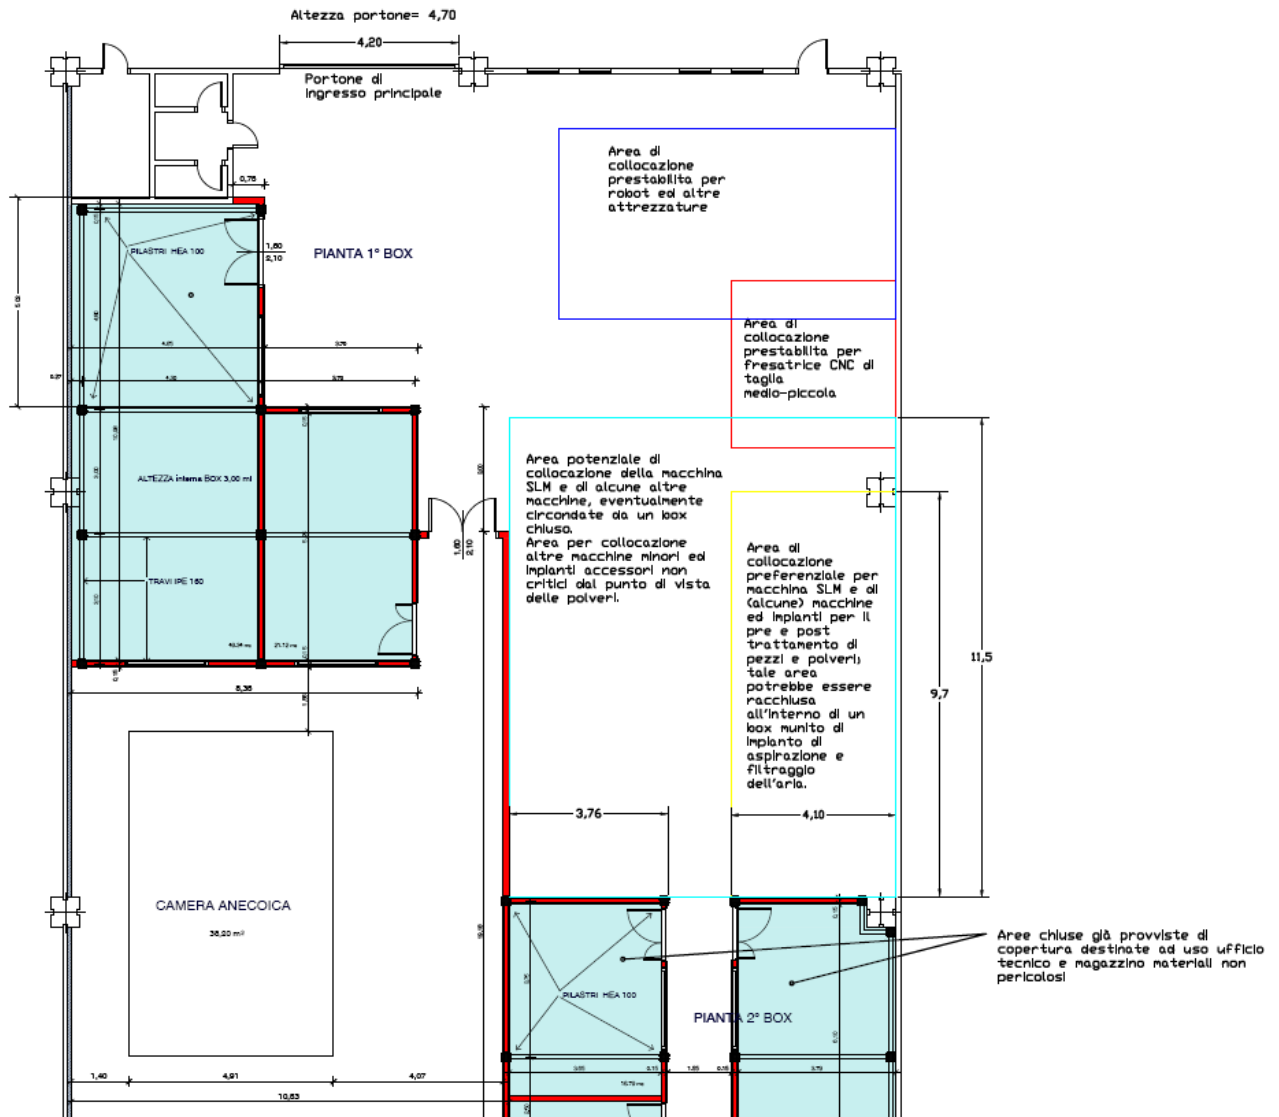 Altezza portone= 4,70
4,20
Portone di
ingresso principale
0,75
Area di
collocazione
prestabilita per
robot ed altre
attrezzature
PILASTRI HEA 100
1,60
2,10
PIANTA 1° BOX
Area di
collocazione
prestabilita per
fresatrice CNC di
taglia
medio-piccola
Area potenziale di
collocazione della macchina
SLM e di alcune altre
macchine, eventualmente
circondate da un box
chiuso.
Area per collocazione
altre macchine minori ed
impianti accessori non
critici dal punto di vista
delle polveri.
ALTEZZA interna BOX 3,00 ml
1,60
2,10
Area di
collocazione
preferenziale per
macchina SLM e di
(alcune) macchine
ed impianti per il
pre e post
trattamento di
pezzi e polveri;
tale area
potrebbe essere
racchiusa
all'interno di un
box munito di
impianto di
aspirazione e
filtraggio
dell'aria.
TRAVI IPE 160
11,5
9,7
8,36
3,76
4,10
CAMERA ANECOICA
36,20 m²
Aree chiuse già provviste di
copertura destinate ad uso ufficio
tecnico e magazzino materiali non
pericolosi
PILASTRI HEA 100
PIANTA 2° BOX
1,40
4,91
4,07
10,63